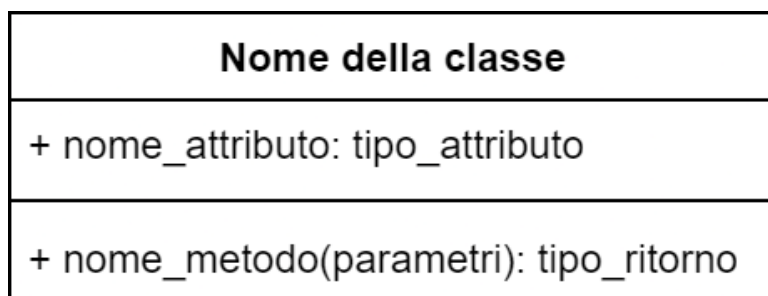 Nome della classe
+ nome_attributo: tipo_attributo
+ nome_metodo(parametri): tipo_ritorno